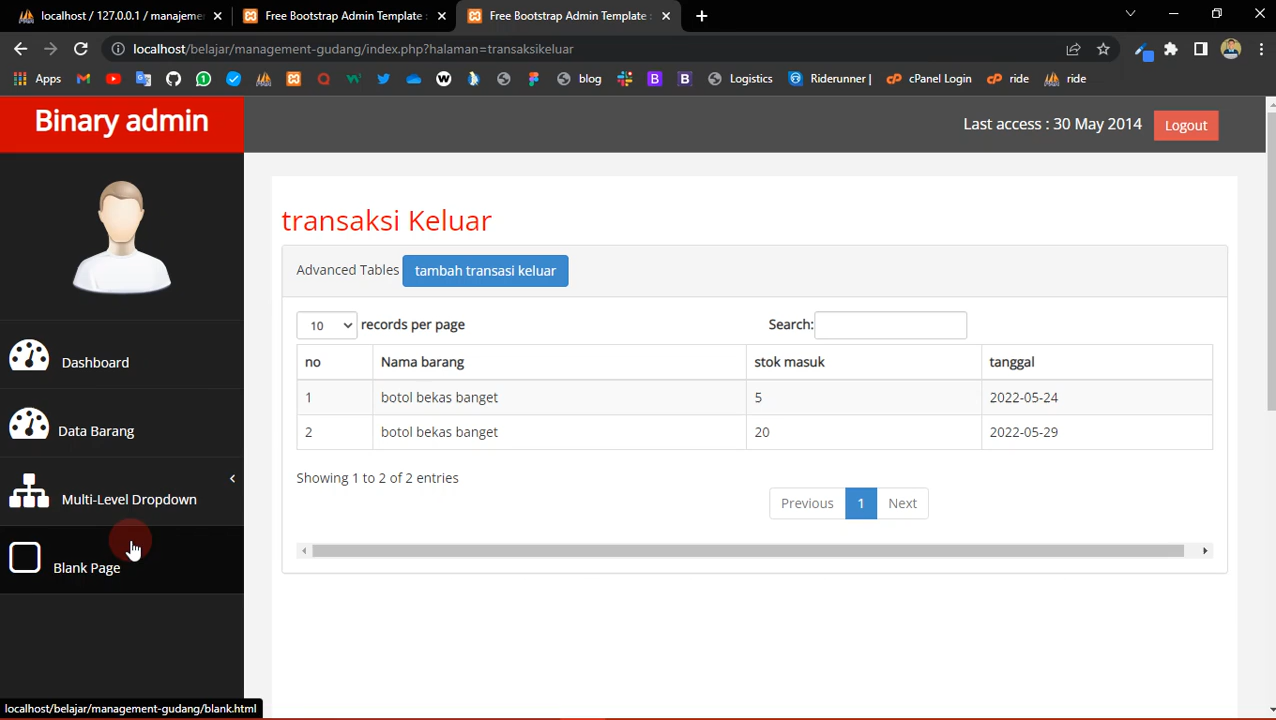 localhost / 127.0.0.1 / manajeme
Free Bootstrap Admin Template
Free Bootstrap Admin Template
localhost/belajar/management-gudang/index.php?halaman=transaksikeluar
Apps blog Logistics Riderunner | cPanel Login ride ride
Binary admin
Last access : 30 May 2014 Logout
transaksi Keluar
Advanced Tables tambah transasi keluar
10 records per page Search:
no Nama barang stok masuk tanggal
1 botol bekas banget 5 2022-05-24
2 botol bekas banget 20 2022-05-29
Showing 1 to 2 of 2 entries
Previous 1 Next
Dashboard
Data Barang
Multi-Level Dropdown
Blank Page
localhost/belajar/management-gudang/blank.html